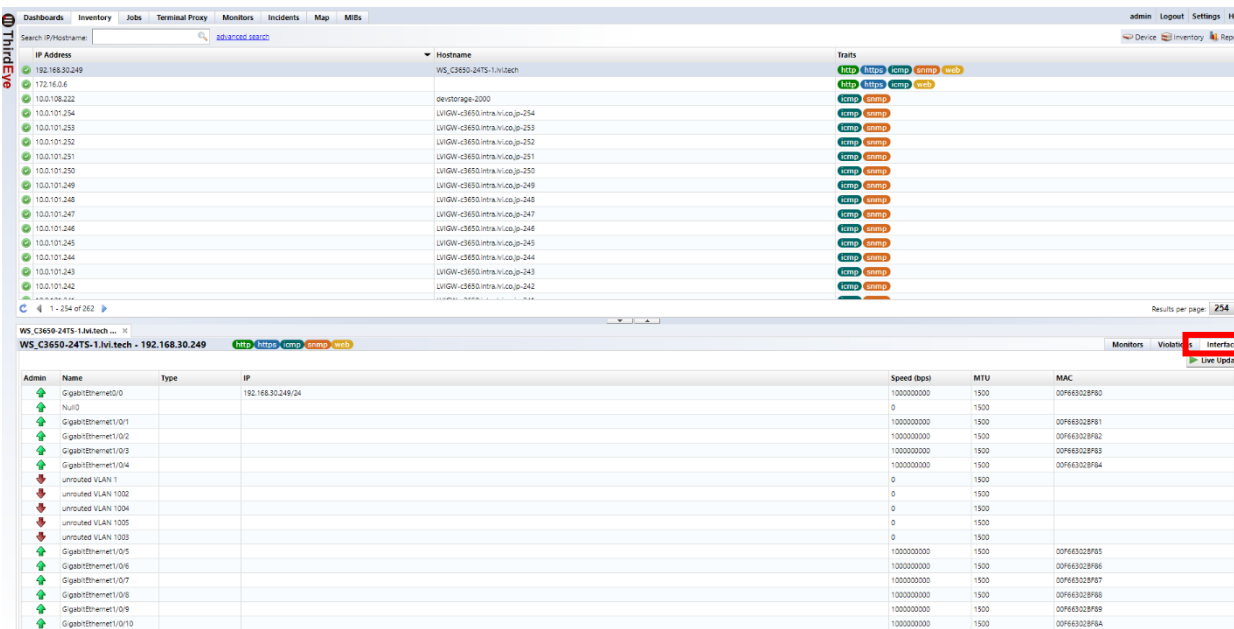 Dashboards Inventory Jobs Terminal Proxy Monitors Incidents Map MIBs admin Logout Settings H
ThirdEye
Search IP/Hostname: advanced search Device Inventory Rep
IP Address Hostname Traits
192.168.30.249 WS_C3650-24TS-1.lvi.tech http https icmp snmp web
172.16.0.6 http https icmp web
10.0.108.222 devstorage-2000 icmp snmp
10.0.101.254 LVIGW-c3650.intra.lvi.co.jp-254 icmp snmp
10.0.101.253 LVIGW-c3650.intra.lvi.co.jp-253 icmp snmp
10.0.101.252 LVIGW-c3650.intra.lvi.co.jp-252 icmp snmp
10.0.101.251 LVIGW-c3650.intra.lvi.co.jp-251 icmp snmp
10.0.101.250 LVIGW-c3650.intra.lvi.co.jp-250 icmp snmp
10.0.101.249 LVIGW-c3650.intra.lvi.co.jp-249 icmp snmp
10.0.101.248 LVIGW-c3650.intra.lvi.co.jp-248 icmp snmp
10.0.101.247 LVIGW-c3650.intra.lvi.co.jp-247 icmp snmp
10.0.101.246 LVIGW-c3650.intra.lvi.co.jp-246 icmp snmp
10.0.101.245 LVIGW-c3650.intra.lvi.co.jp-245 icmp snmp
10.0.101.244 LVIGW-c3650.intra.lvi.co.jp-244 icmp snmp
10.0.101.243 LVIGW-c3650.intra.lvi.co.jp-243 icmp snmp
10.0.101.242 LVIGW-c3650.intra.lvi.co.jp-242 icmp snmp
1 - 254 of 262 Results per page: 254
WS_C3650-24TS-1.lvi.tech ...
WS_C3650-24TS-1.lvi.tech - 192.168.30.249 http https icmp snmp web Monitors Violations Interfac
Live Upda
Admin Name Type IP Speed (bps) MTU MAC
GigabitEthernet0/0 192.168.30.249/24 1000000000 1500 00F66302BF80
Null0 0 1500
GigabitEthernet1/0/1 1000000000 1500 00F66302BF81
GigabitEthernet1/0/2 1000000000 1500 00F66302BF82
GigabitEthernet1/0/3 1000000000 1500 00F66302BF83
GigabitEthernet1/0/4 1000000000 1500 00F66302BF84
unrouted VLAN 1 0 1500
unrouted VLAN 1002 0 1500
unrouted VLAN 1004 0 1500
unrouted VLAN 1005 0 1500
unrouted VLAN 1003 0 1500
GigabitEthernet1/0/5 1000000000 1500 00F66302BF85
GigabitEthernet1/0/6 1000000000 1500 00F66302BF86
GigabitEthernet1/0/7 1000000000 1500 00F66302BF87
GigabitEthernet1/0/8 1000000000 1500 00F66302BF88
GigabitEthernet1/0/9 1000000000 1500 00F66302BF89
GigabitEthernet1/0/10 1000000000 1500 00F66302BF8A